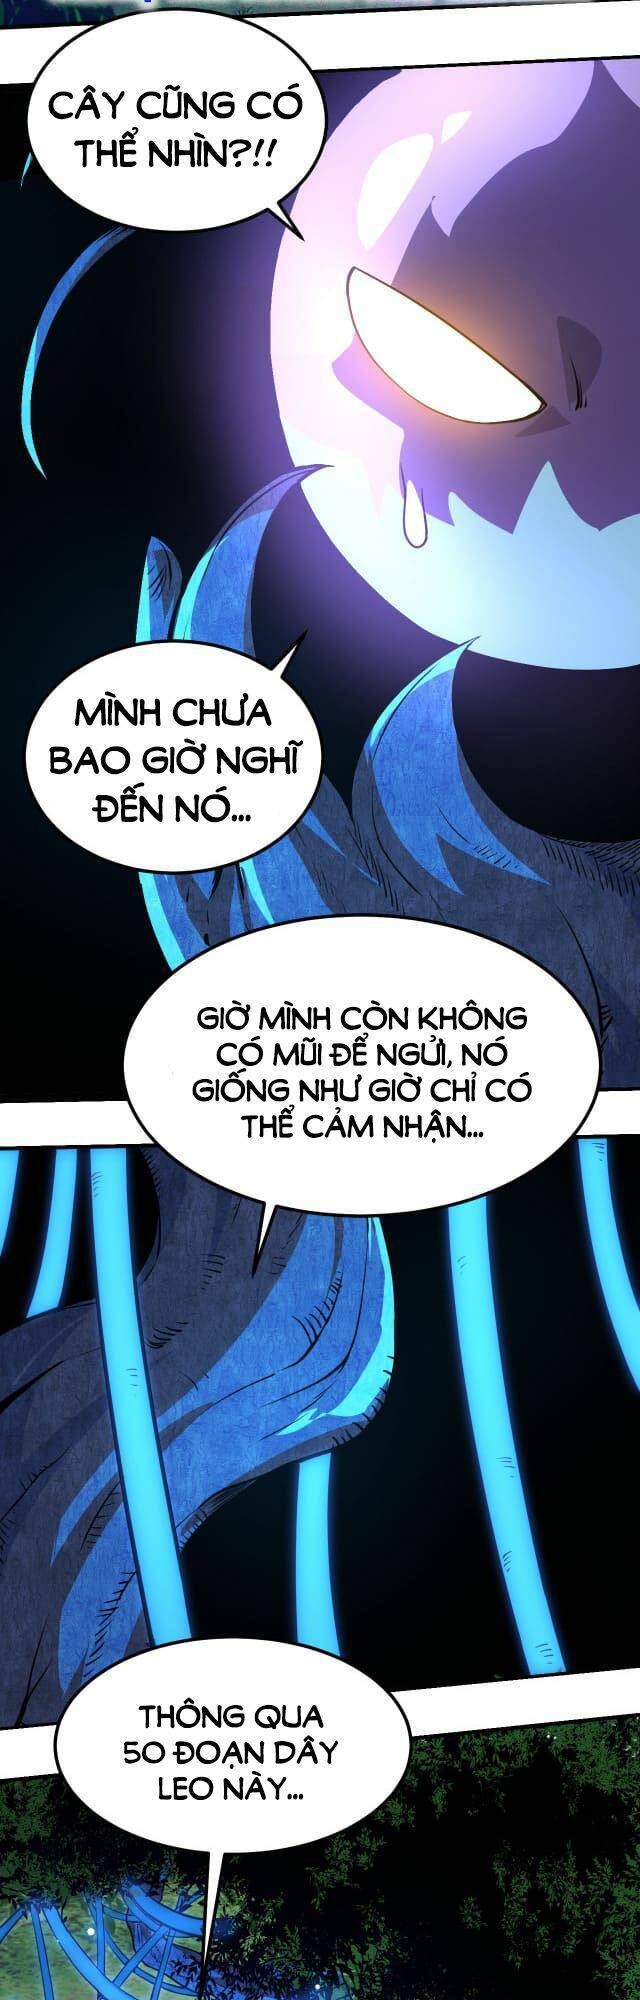 CÂY CŨNG CÓ
THỂ NHÌN?!!
MÌNH CHƯA
BAO GIỜ NGHĨ
ĐẾN NÓ...
GIỜ MÌNH CÒN KHÔNG
CÓ MŨI ĐỂ NGỬI, NÓ
GIỐNG NHƯ GIỜ CHỈ CÓ
THỂ CẢM NHẬN...
THÔNG QUA
50 ĐOẠN DÂY
LEO NÀY...